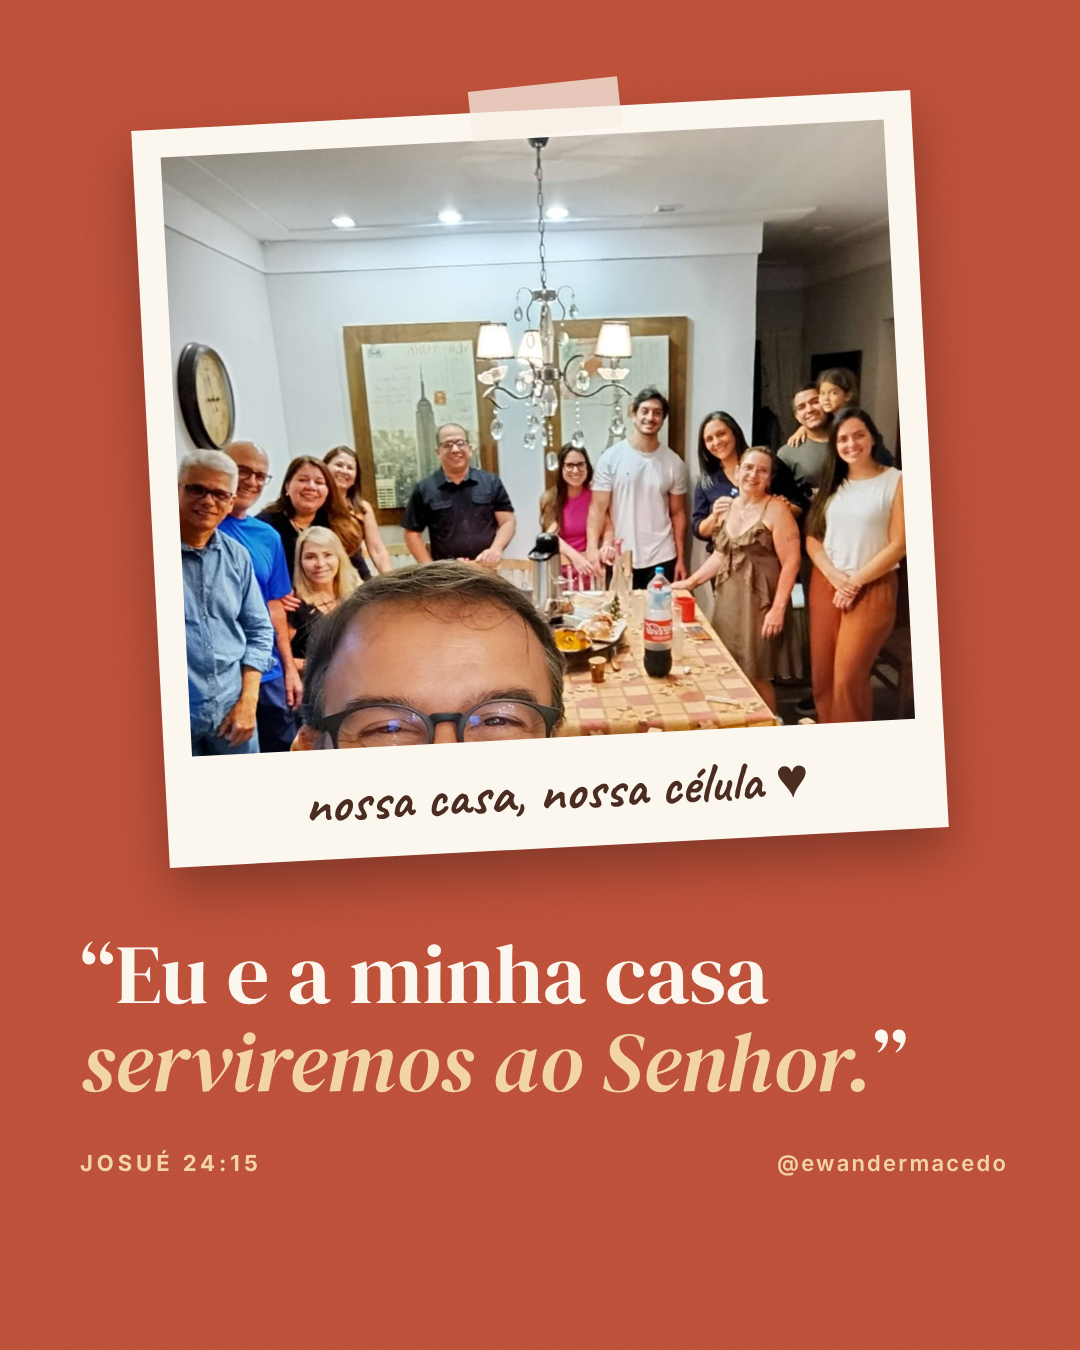 nossa casa, nossa célula ♥
“Eu e a minha casa
serviremos ao Senhor.”
JOSUÉ 24:15
@ewandermacedo